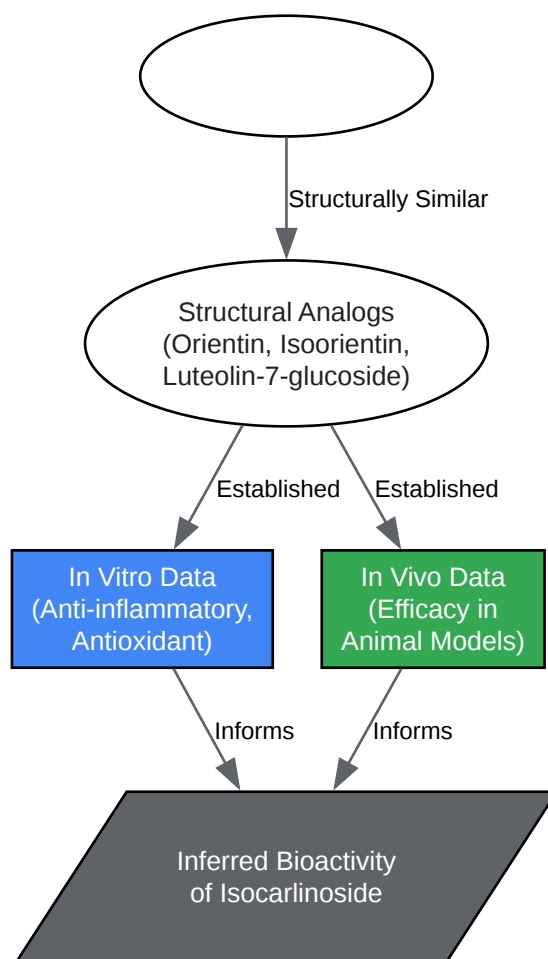 Structurally Similar
Structural Analogs
(Orientin, Isoorientin,
Luteolin-7-glucoside)
Established
Established
In Vitro Data
(Anti-inflammatory,
Antioxidant)
In Vivo Data
(Efficacy in
Animal Models)
Informs
Informs
Inferred Bioactivity
of Isocarlinoside